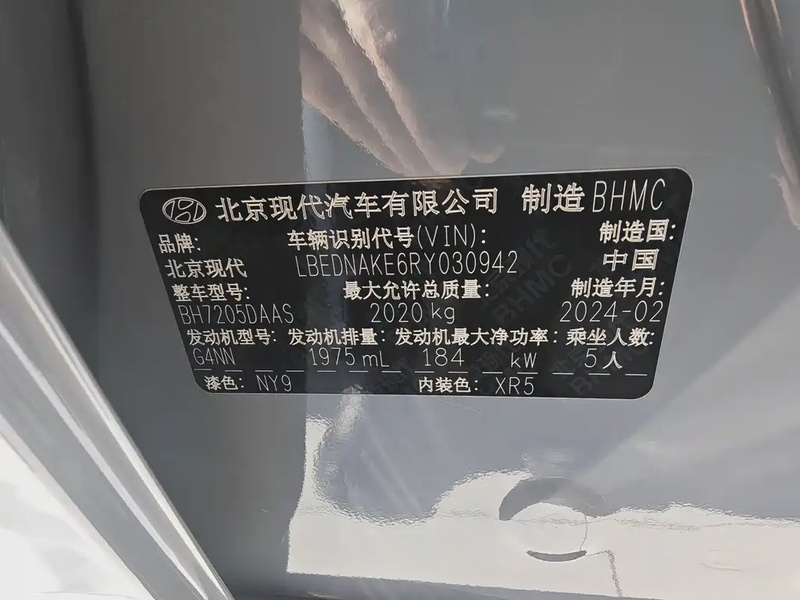 北京现代汽车有限公司 制造 BHMC
品牌: 车辆识别代号(VIN): 制造国:
北京现代 LBEDNAKE6RY030942 中国
整车型号: 最大允许总质量: 制造年月:
BH7205DAAS 2020 kg 2024-02
发动机型号: 发动机排量: 发动机最大净功率: 乘坐人数:
G4NN 1975 mL 184 kW 5人
漆色: NY9 内装色: XR5